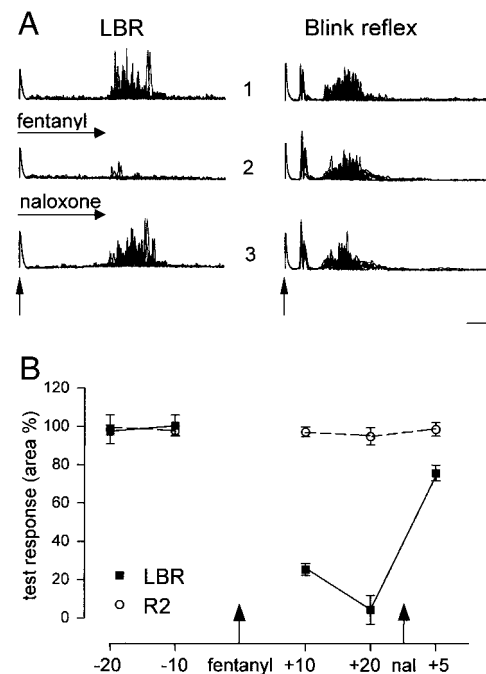 A
LBR
Blink reflex
1
fentanyl
2
naloxone
3
B
120
100
80
60
40
20
0
test response (area %)
LBR
R2
-20
-10
fentanyl
+10
+20
nal
+5